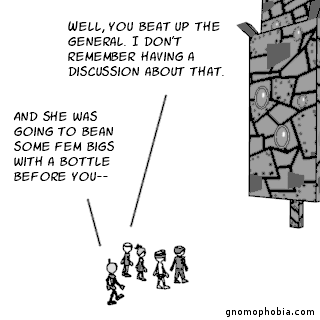 WELL, YOU BEAT UP THE
GENERAL. I DON'T
REMEMBER HAVING A
DISCUSSION ABOUT THAT.
AND SHE WAS
GOING TO BEAN
SOME FEM BIGS
WITH A BOTTLE
BEFORE YOU--
gnomophobia.com